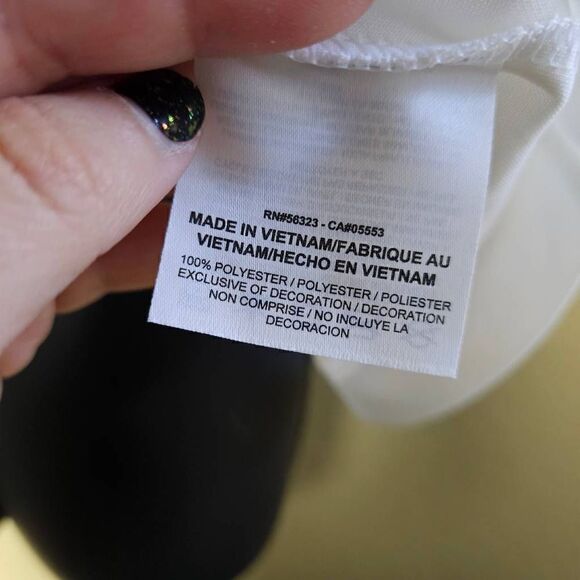 RN#56323 - CA#05553
MADE IN VIETNAM/FABRIQUE AU
VIETNAM/HECHO EN VIETNAM
100% POLYESTER / POLYESTER / POLIESTER
EXCLUSIVE OF DECORATION / DECORATION
NON COMPRISE / NO INCLUYE LA
DECORACION